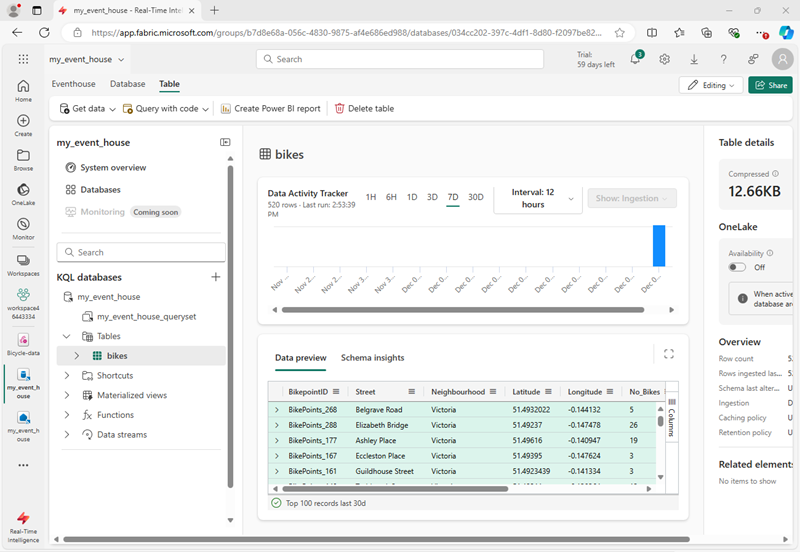 my_event_house - Real-Time Intelli
https://app.fabric.microsoft.com/groups/b7d8e68a-056c-4830-9875-af4e686ed988/databases/034cc202-397c-4df1-8d80-f2097be82...
my_event_house
Search
Trial:
59 days left
3
Home
Create
Browse
OneLake
Monitor
Workspaces
workspace4
6443334
Bicycle-data
my_event_h
ouse
my_event_h
ouse
Real-Time
Intelligence
Eventhouse
Database
Table
Editing
Share
Get data
Query with code
Create Power BI report
Delete table
my_event_house
System overview
Databases
Monitoring
Coming soon
Search
KQL databases
my_event_house
my_event_house_queryset
Tables
bikes
Shortcuts
Materialized views
Functions
Data streams
bikes
Data Activity Tracker
520 rows - Last run: 2:53:39
PM
1H 6H 1D 3D 7D 30D
Interval: 12
hours
Show: Ingestion
Nov ... Nov 2... Nov 2... Nov 3... Nov 3... Dec 0... Dec 0... Dec 0... Dec 0... Dec 0... Dec 0... Dec 0... Dec 0... Dec 0...
Data preview
Schema insights
BikepointID Street Neighbourhood Latitude Longitude No_Bikes
BikePoints_268 Belgrave Road Victoria 51.4932022 -0.144132 5
BikePoints_288 Elizabeth Bridge Victoria 51.49237 -0.147478 26
BikePoints_177 Ashley Place Victoria 51.49616 -0.140947 19
BikePoints_167 Eccleston Place Victoria 51.49395 -0.147624 3
BikePoints_161 Guildhouse Street Victoria 51.4923439 -0.141334 3
Columns
Top 100 records last 30d
Table details
Compressed
12.66KB
OneLake
Availability
Off
When active
database are
Overview
Row count 5
Rows ingested las...
Schema last alter... U
Ingestion D
Caching policy U
Retention policy U
Related elements
No items to show